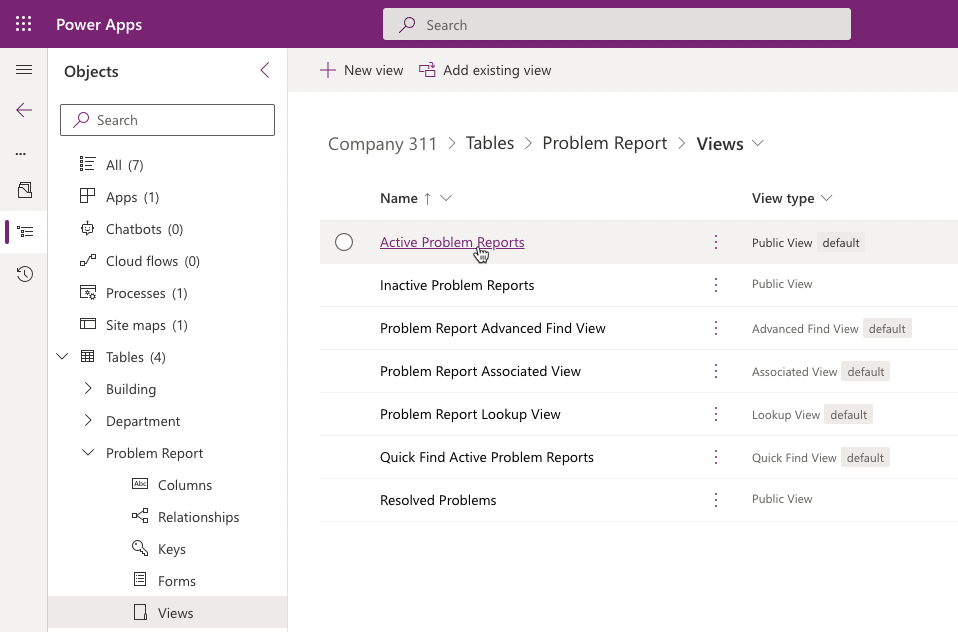 Power Apps
Search
Objects
New view
Add existing view
Search
All (7)
Apps (1)
Chatbots (0)
Cloud flows (0)
Processes (1)
Site maps (1)
Tables (4)
Building
Department
Problem Report
Abc Columns
Relationships
Keys
Forms
Views
Company 311 > Tables > Problem Report > Views
Name ↑ View type
Active Problem Reports Public View default
Inactive Problem Reports Public View
Problem Report Advanced Find View Advanced Find View default
Problem Report Associated View Associated View default
Problem Report Lookup View Lookup View default
Quick Find Active Problem Reports Quick Find View default
Resolved Problems Public View